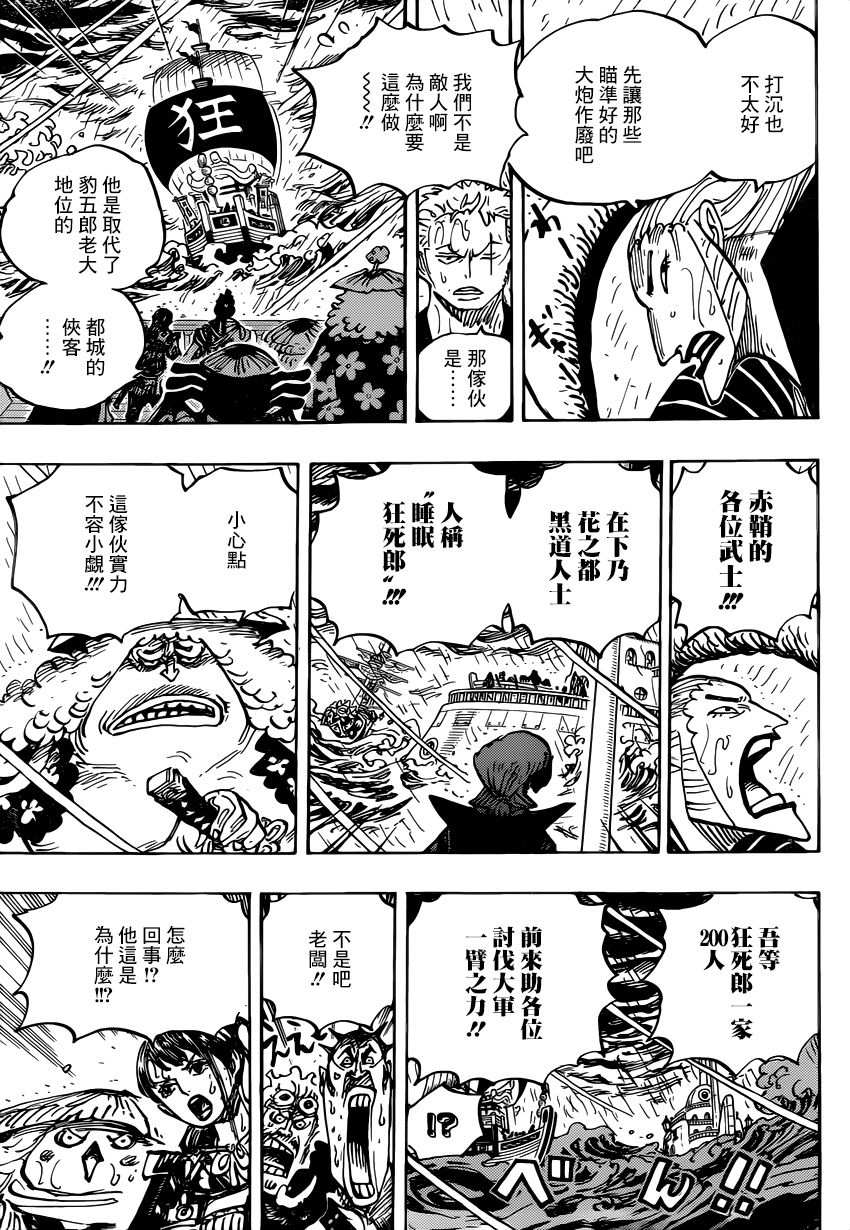 打沉也
不太好
先讓那些
瞄準好的
大炮作廢吧
那傢伙
是……
我們不是
敵人啊
為什麼要
這麼做
~~~!!
狂
他是取代了
豹五郎老大
地位的
都城的
俠客
……!!
赤鞘的
各位武士!!!
在下乃
花之都
黑道人士
人稱
"睡眠
狂死郎"!!!
小心點
這傢伙實力
不容小覷!!!
吾等
狂死郎一家
200人
前來助各位
討伐大軍
一臂之力!!
!?
べべん!!
不是吧
老闆!!
ええ
怎麼
回事!?
他這是
為什麼!!?